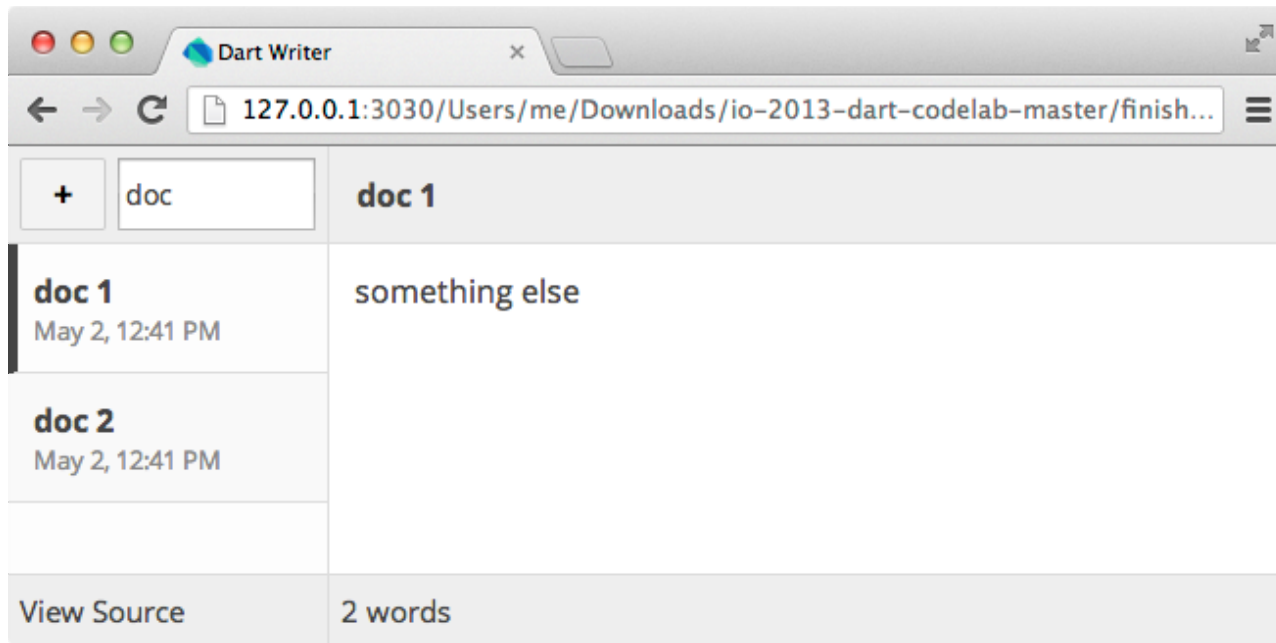 Dart Writer
127.0.0.1:3030/Users/me/Downloads/io-2013-dart-codelab-master/finish...
+ doc
doc 1
doc 1
May 2, 12:41 PM
something else
doc 2
May 2, 12:41 PM
View Source
2 words